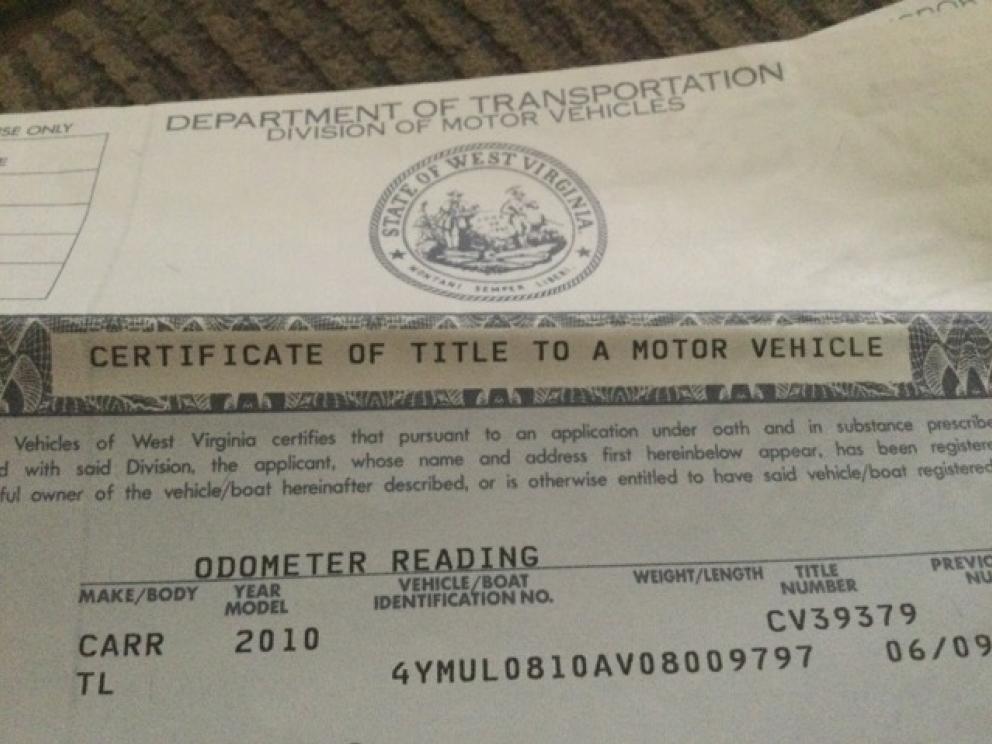 SE ONLY
E
DEPARTMENT OF TRANSPORTATION
DIVISION OF MOTOR VEHICLES
STATE OF WEST VIRGINIA
MONTANI SEMPER LIBERI
CERTIFICATE OF TITLE TO A MOTOR VEHICLE
Vehicles of West Virginia certifies that pursuant to an application under oath and in substance prescribe
d with said Division, the applicant, whose name and address first hereinbelow appear, has been registere
ful owner of the vehicle/boat hereinafter described, or is otherwise entitled to have said vehicle/boat registered
ODOMETER READING
MAKE/BODY YEAR MODEL VEHICLE/BOAT IDENTIFICATION NO. WEIGHT/LENGTH TITLE NUMBER PREVIO NU
CARR 2010 CV39379
TL 4YMUL0810AV08009797 06/09